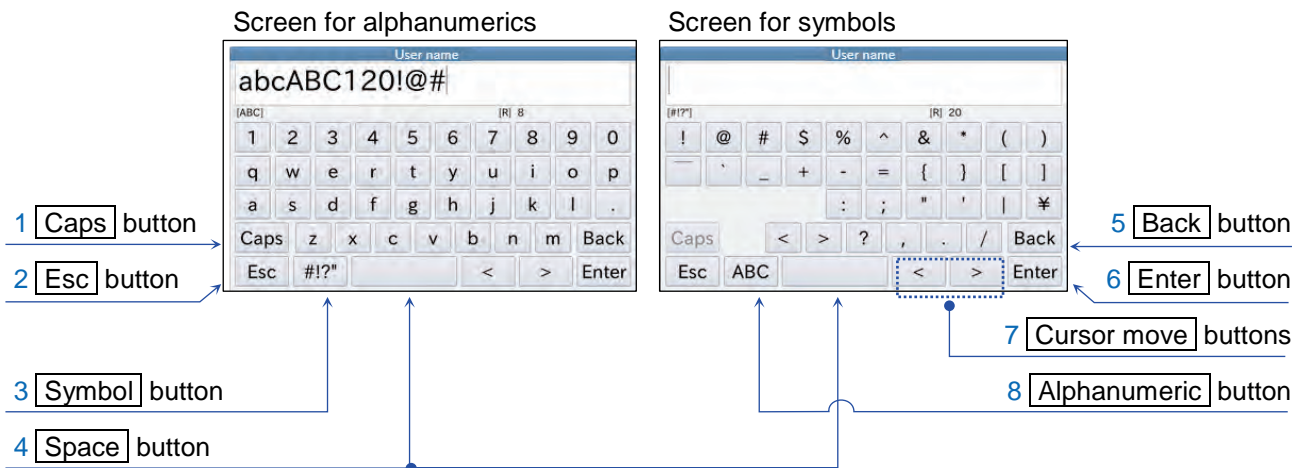 Screen for alphanumerics
Screen for symbols
User name
abcABC120!@#
[ABC] [R] 8
1 2 3 4 5 6 7 8 9 0
q w e r t y u i o p
a s d f g h j k l .
Caps z x c v b n m Back
Esc #!?" < > Enter
User name
[#!?"] [R] 20
! @ # $ % ^ & * ( )
‾ ` _ + - = { } [ ]
: ; " ' | ¥
Caps < > ? , . / Back
Esc ABC < > Enter
1 Caps button
2 Esc button
3 Symbol button
4 Space button
5 Back button
6 Enter button
7 Cursor move buttons
8 Alphanumeric button